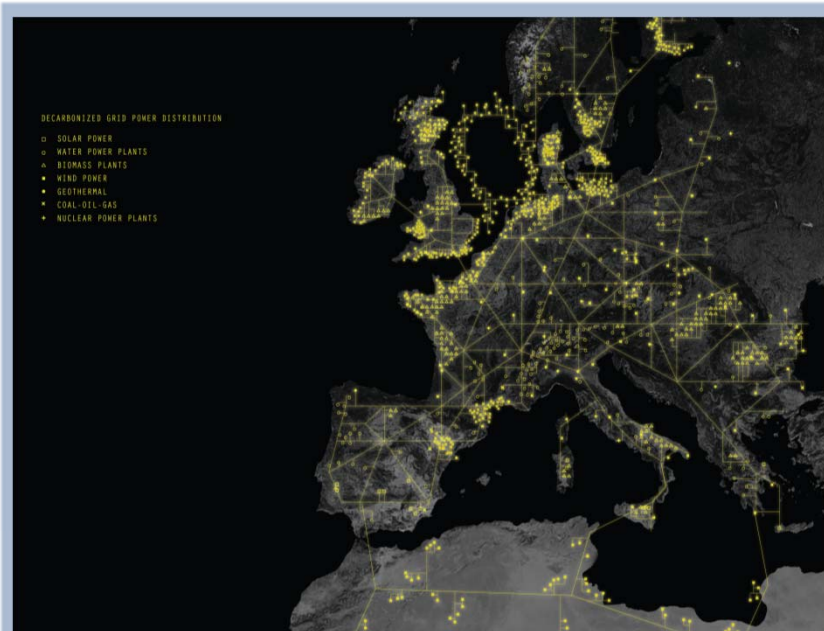 DECARBONIZED GRID POWER DISTRIBUTION
SOLAR POWER
WATER POWER PLANTS
BIOMASS PLANTS
WIND POWER
GEOTHERMAL
COAL-OIL-GAS
NUCLEAR POWER PLANTS